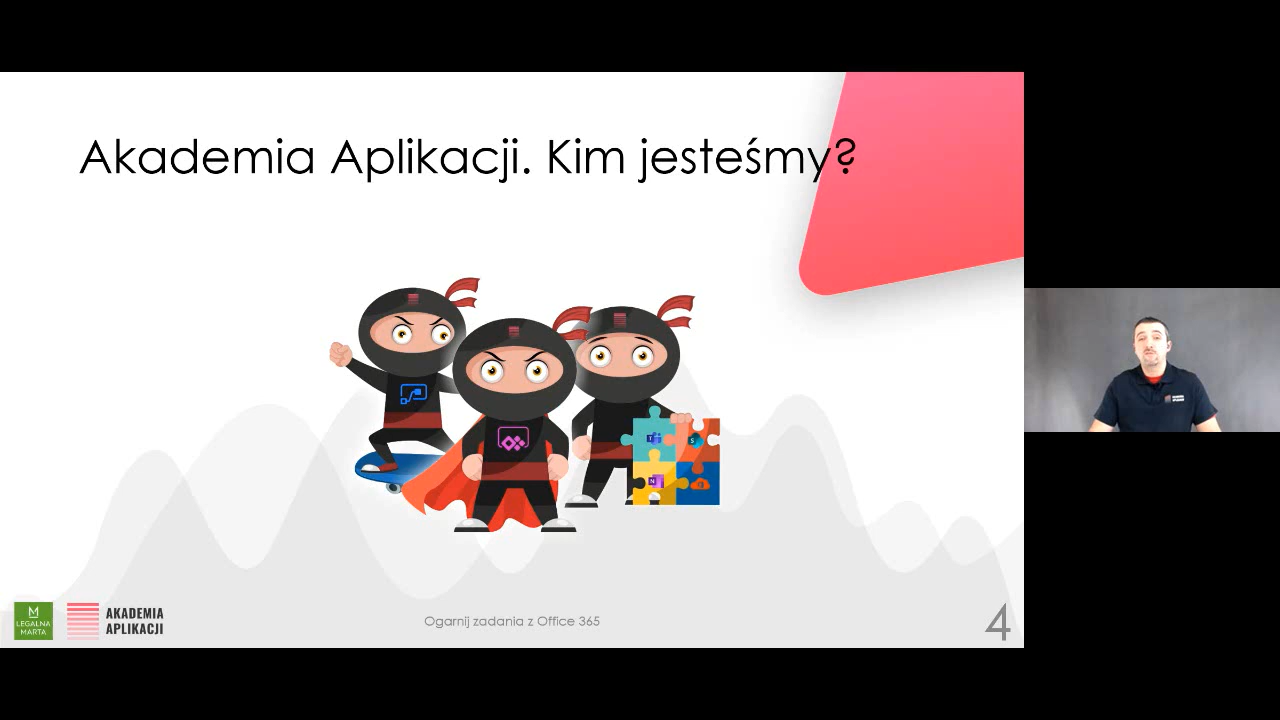 Akademia Aplikacji. Kim jesteśmy?
M
LEGALNA
MARTA
AKADEMIA
APLIKACJI
Ogarnij zadania z Office 365
4